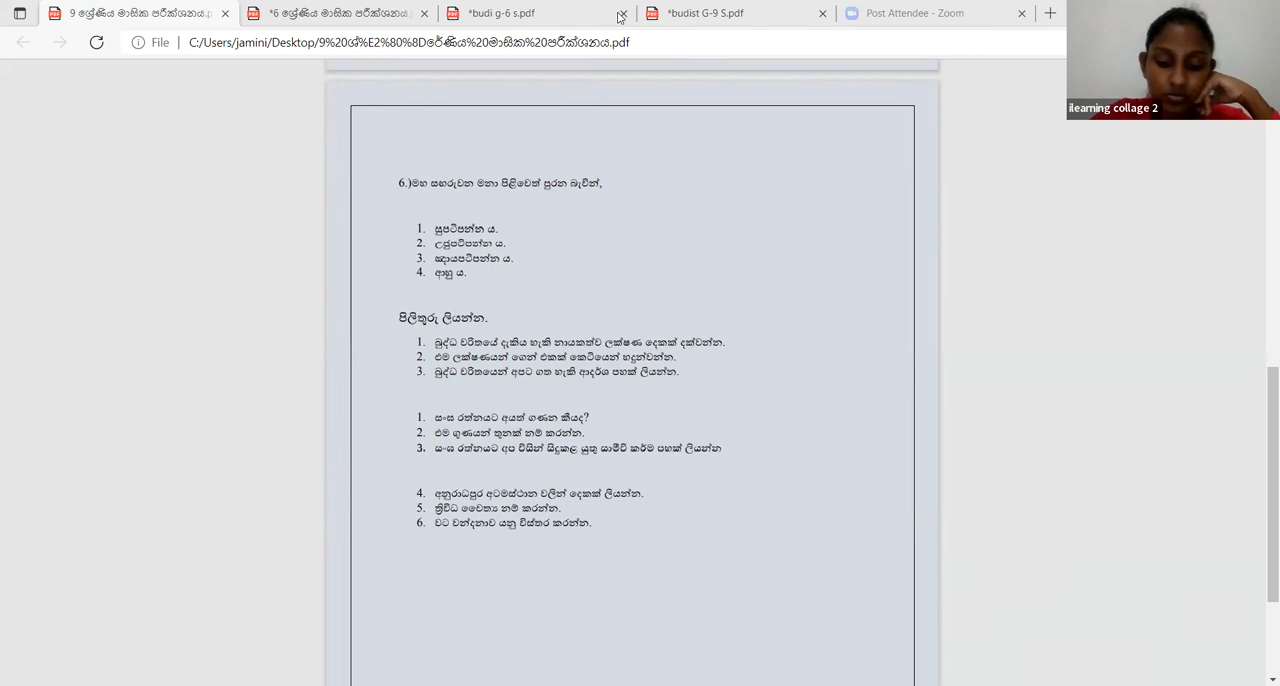 9 ශ්‍රේණිය මාසික පරීක්ශනය.p
*6 ශ්‍රේණිය මාසික පරීක්ශනය
*budi g-6 s.pdf
*budist G-9 S.pdf
Post Attendee - Zoom
File C:/Users/jamini/Desktop/9%20ශ්%E2%80%8Dරේණිය%20මාසික%20පරීක්ශනය.pdf
ilearning collage 2
6.)මහ සඟරුවන මනා පිළිවෙත් පුරන බැවින්,
1. සුපටිපන්න ය.
2. උජුපටිපන්න ය.
3. ඤායපටිපන්න ය.
4. ආහු ය.
පිලිතුරු ලියන්න.
1. බුද්ධ චරිතයේ දැකිය හැකි නායකත්ව ලක්ෂණ දෙකක් දක්වන්න.
2. එම ලක්ෂණයන් ගෙන් එකක් කෙටියෙන් හදුන්වන්න.
3. බුද්ධ චරිතයෙන් අපට ගත හැකි ආදර්ශ පහක් ලියන්න.
1. සංඝ රත්නයට අයත් ගණන කීයද?
2. එම ගුණයන් තුනක් නම් කරන්න.
3. සංඝ රත්නයට අප විසින් සිදුකළ යුතු සාමීචි කර්ම පහක් ලියන්න
4. අනුරාධපුර අටමස්ථාන වලින් දෙකක් ලියන්න.
5. ත්‍රිවිධ චෛත්‍ය නම් කරන්න.
6. වට වන්දනාව යනු විස්තර කරන්න.